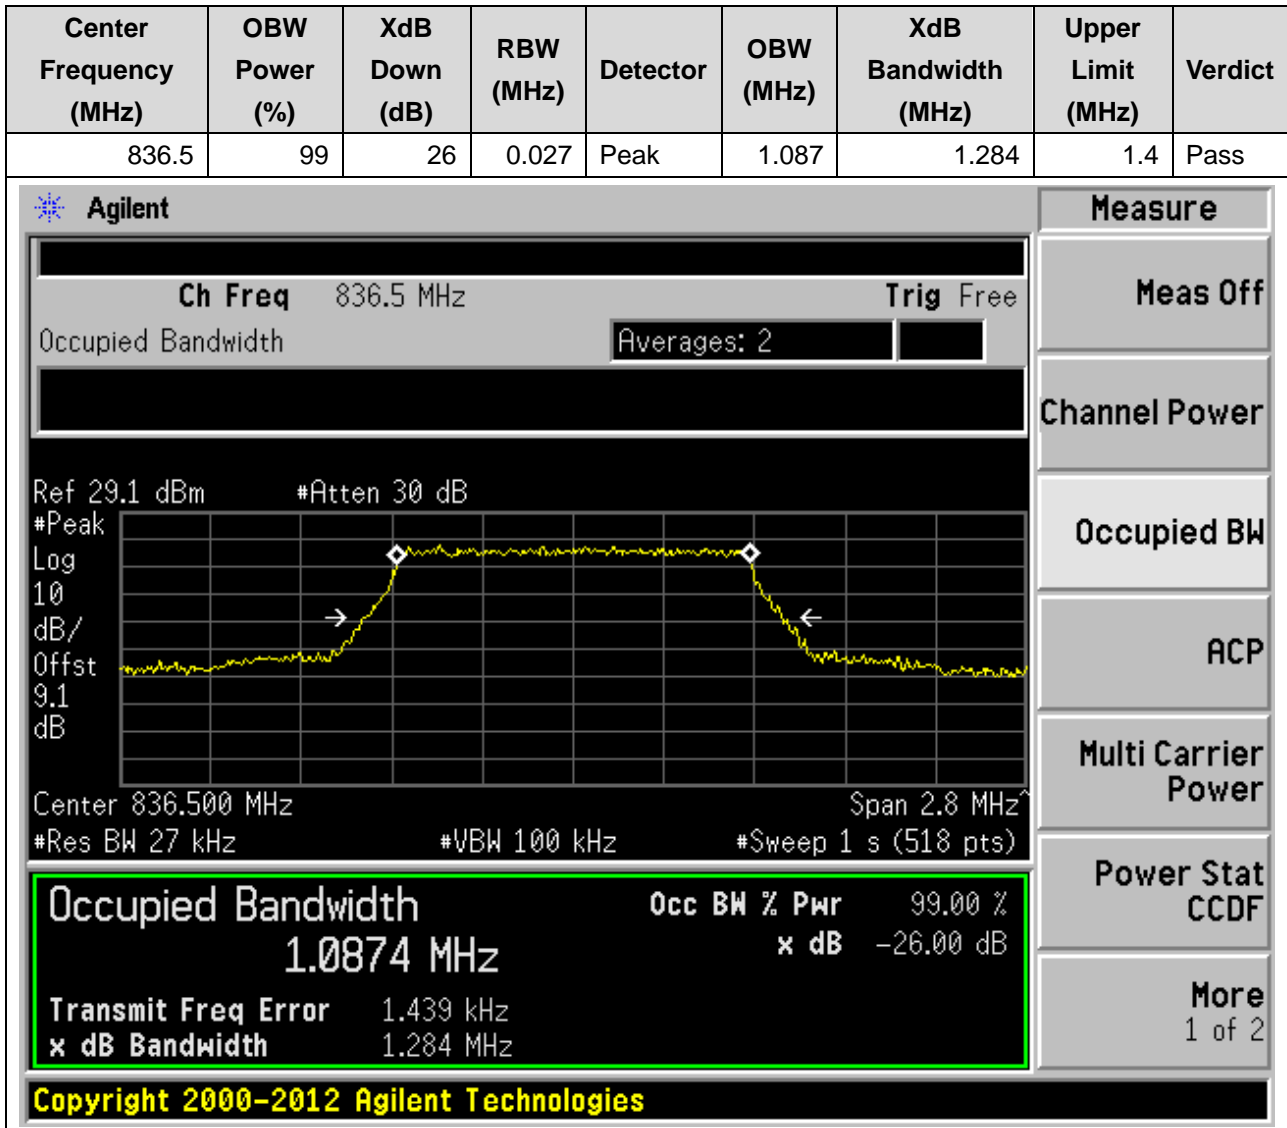 Center Frequency (MHz) OBW Power (%) XdB Down (dB) RBW (MHz) Detector OBW (MHz) XdB Bandwidth (MHz) Upper Limit (MHz) Verdict
836.5 99 26 0.027 Peak 1.087 1.284 1.4 Pass
Agilent
Measure
Ch Freq 836.5 MHz Trig Free
Occupied Bandwidth Averages: 2
Meas Off
Channel Power
Occupied BW
ACP
Multi Carrier
Power
Power Stat
CCDF
More
1 of 2
Ref 29.1 dBm #Atten 30 dB
#Peak
Log
10
dB/
Offst
9.1
dB
Center 836.500 MHz Span 2.8 MHz^
#Res BW 27 kHz #VBW 100 kHz #Sweep 1 s (518 pts)
Occupied Bandwidth Occ BW % Pwr 99.00 %
1.0874 MHz x dB -26.00 dB
Transmit Freq Error 1.439 kHz
x dB Bandwidth 1.284 MHz
Copyright 2000-2012 Agilent Technologies